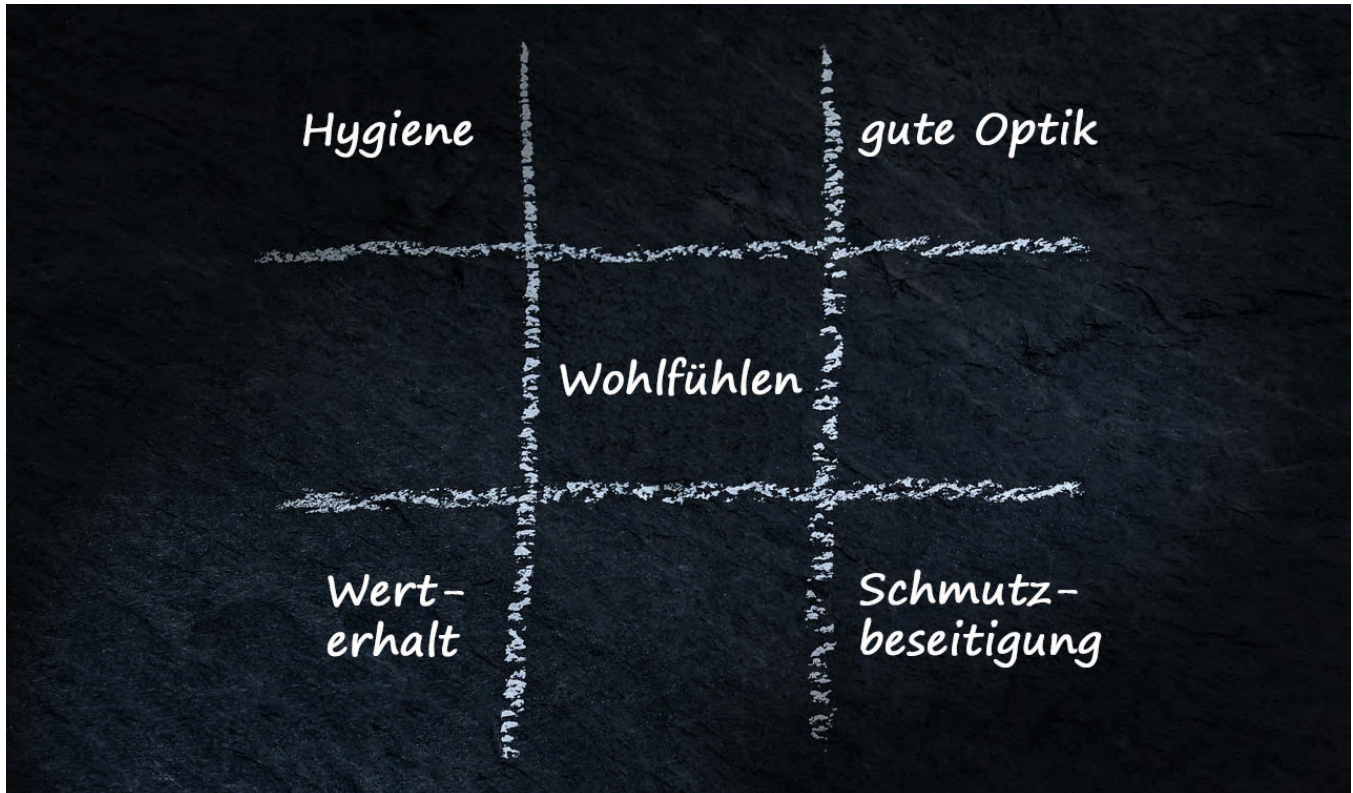 Hygiene
gute Optik
Wohlfühlen
Wert-
erhalt
Schmutz-
beseitigung